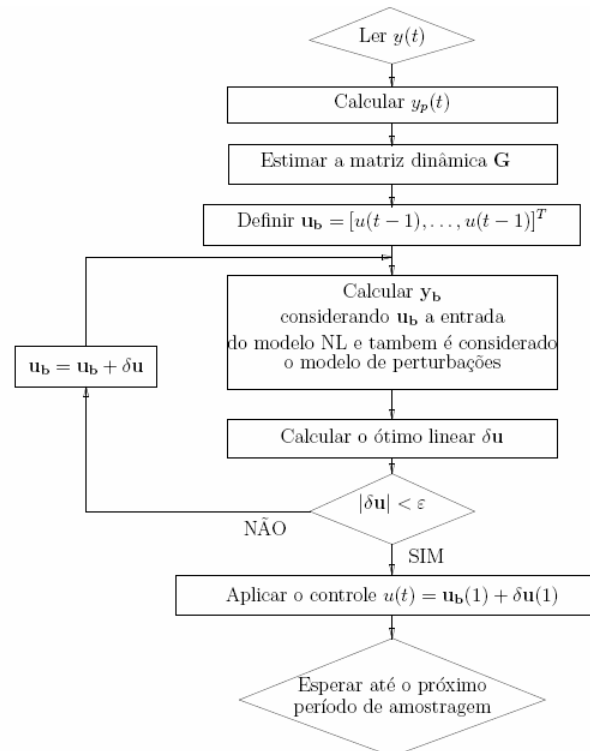 Ler y(t)
Calcular yₚ(t)
Estimar a matriz dinâmica G
Definir u_b = [u(t − 1), . . . , u(t − 1)]ᵀ
Calcular y_b
considerando u_b a entrada
do modelo NL e tambem é considerado
o modelo de perturbações
u_b = u_b + δu
Calcular o ótimo linear δu
|δu| < ε
NÃO
SIM
Aplicar o controle u(t) = u_b(1) + δu(1)
Esperar até o próximo
período de amostragem